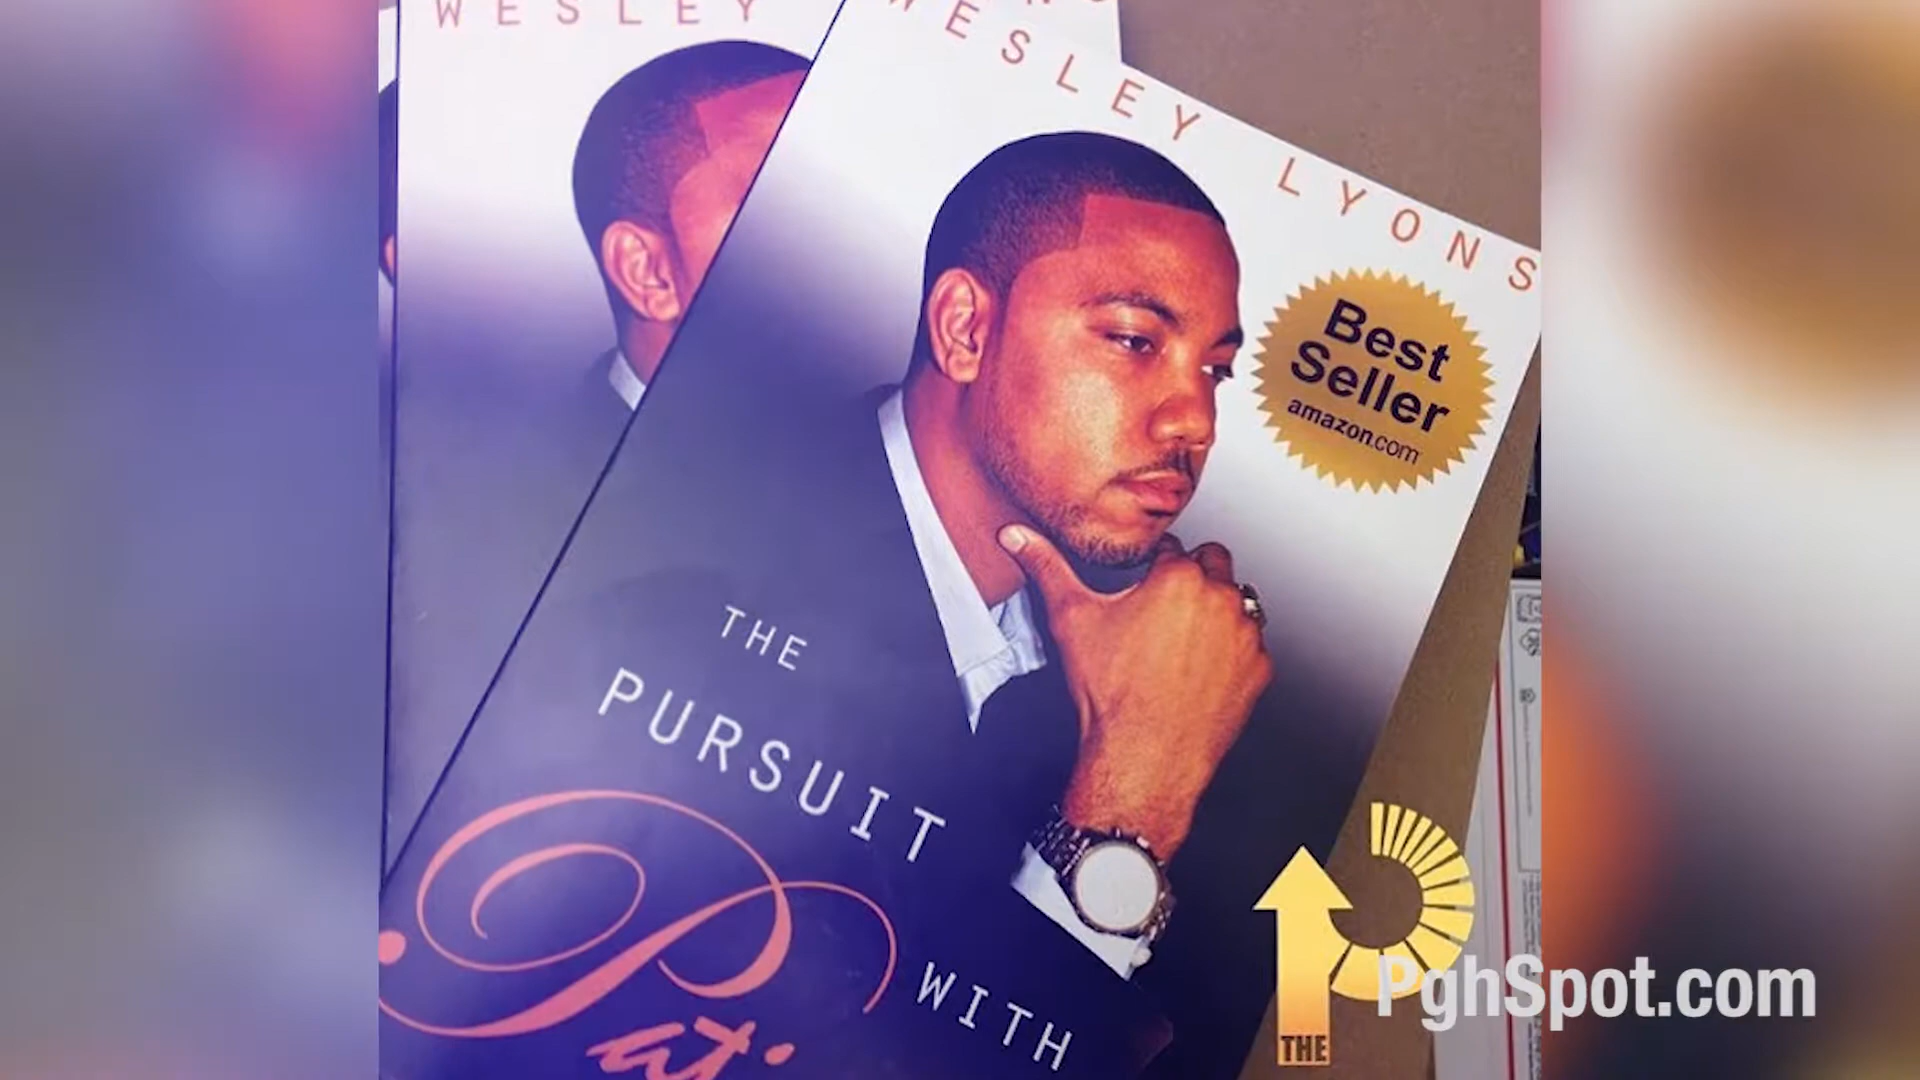 WESLEY
WESLEY LYONS
Best
Seller
amazon.com
THE
PURSUIT
WITH
THE
PghSpot.com